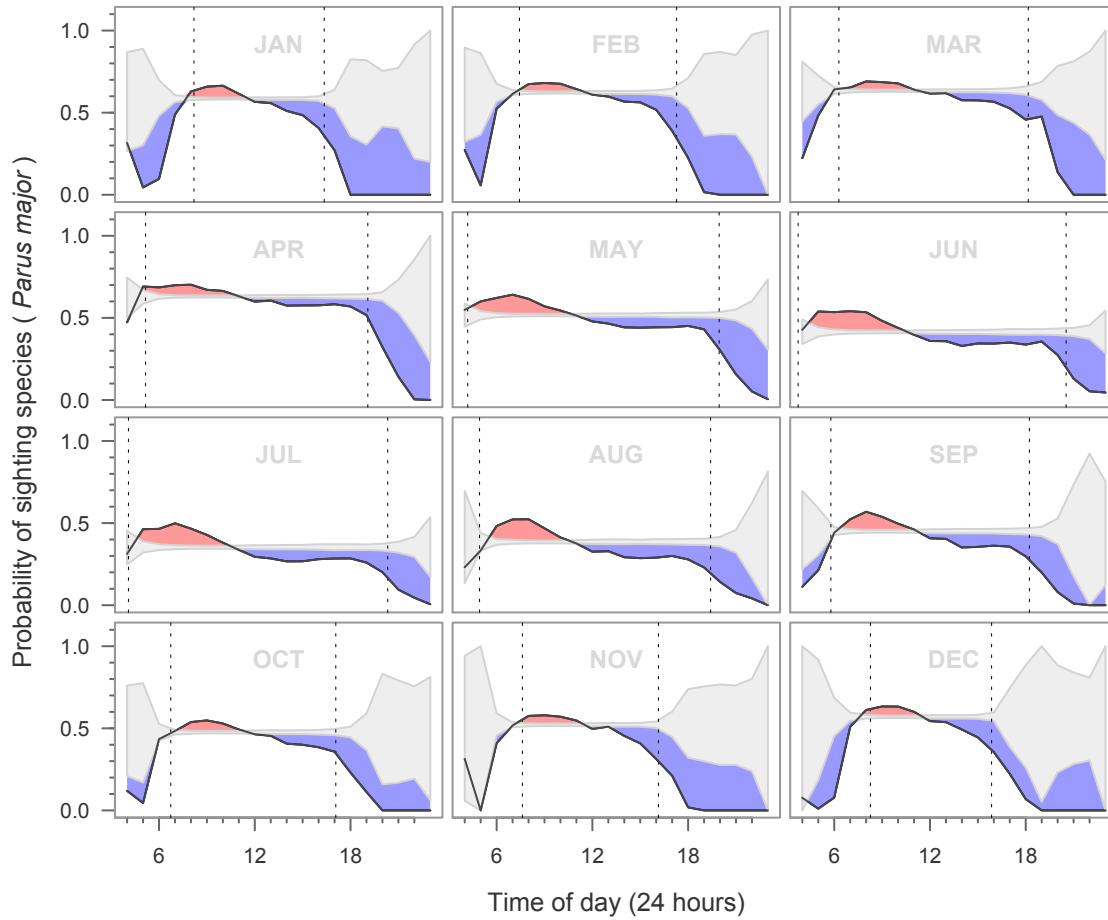 JAN FEB MAR
1.0
0.5
0.0
APR MAY JUN
1.0
0.5
0.0
JUL AUG SEP
1.0
0.5
0.0
OCT NOV DEC
1.0
0.5
0.0
6 12 18 6 12 18 6 12 18
Time of day (24 hours)
Probability of sighting species ( Parus major )